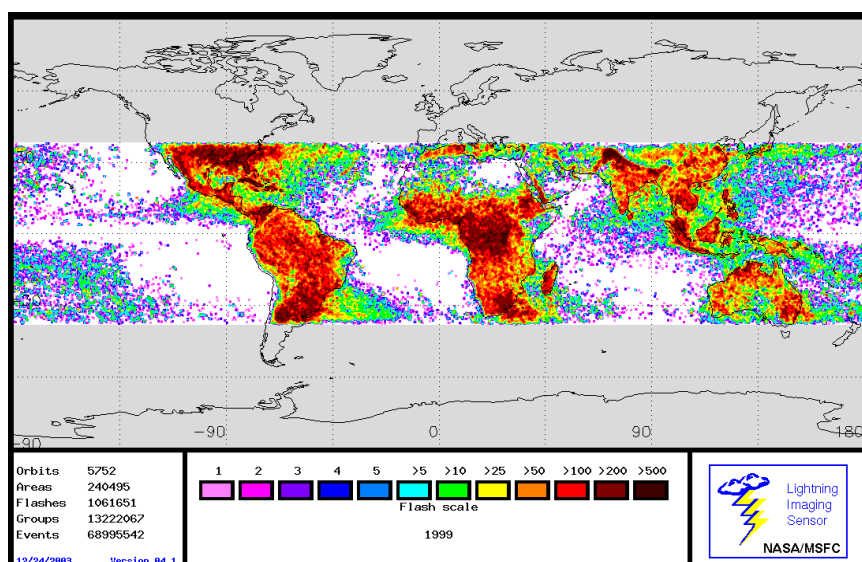 -90
-90 0 90 180
Orbits 5752
Areas 240495
Flashes 1061651
Groups 13222067
Events 68995542
12/24/2003 Version 04.1
1 2 3 4 5 >5 >10 >25 >50 >100 >200 >500
Flash scale
1999
Lightning
Imaging
Sensor
NASA/MSFC